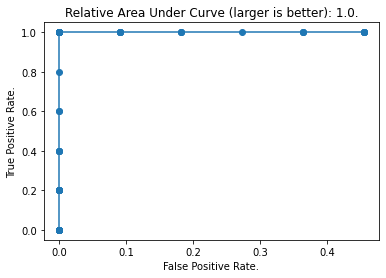 Relative Area Under Curve (larger is better): 1.0.
1.0
0.8
0.6
0.4
0.2
0.0
True Positive Rate.
0.0 0.1 0.2 0.3 0.4
False Positive Rate.